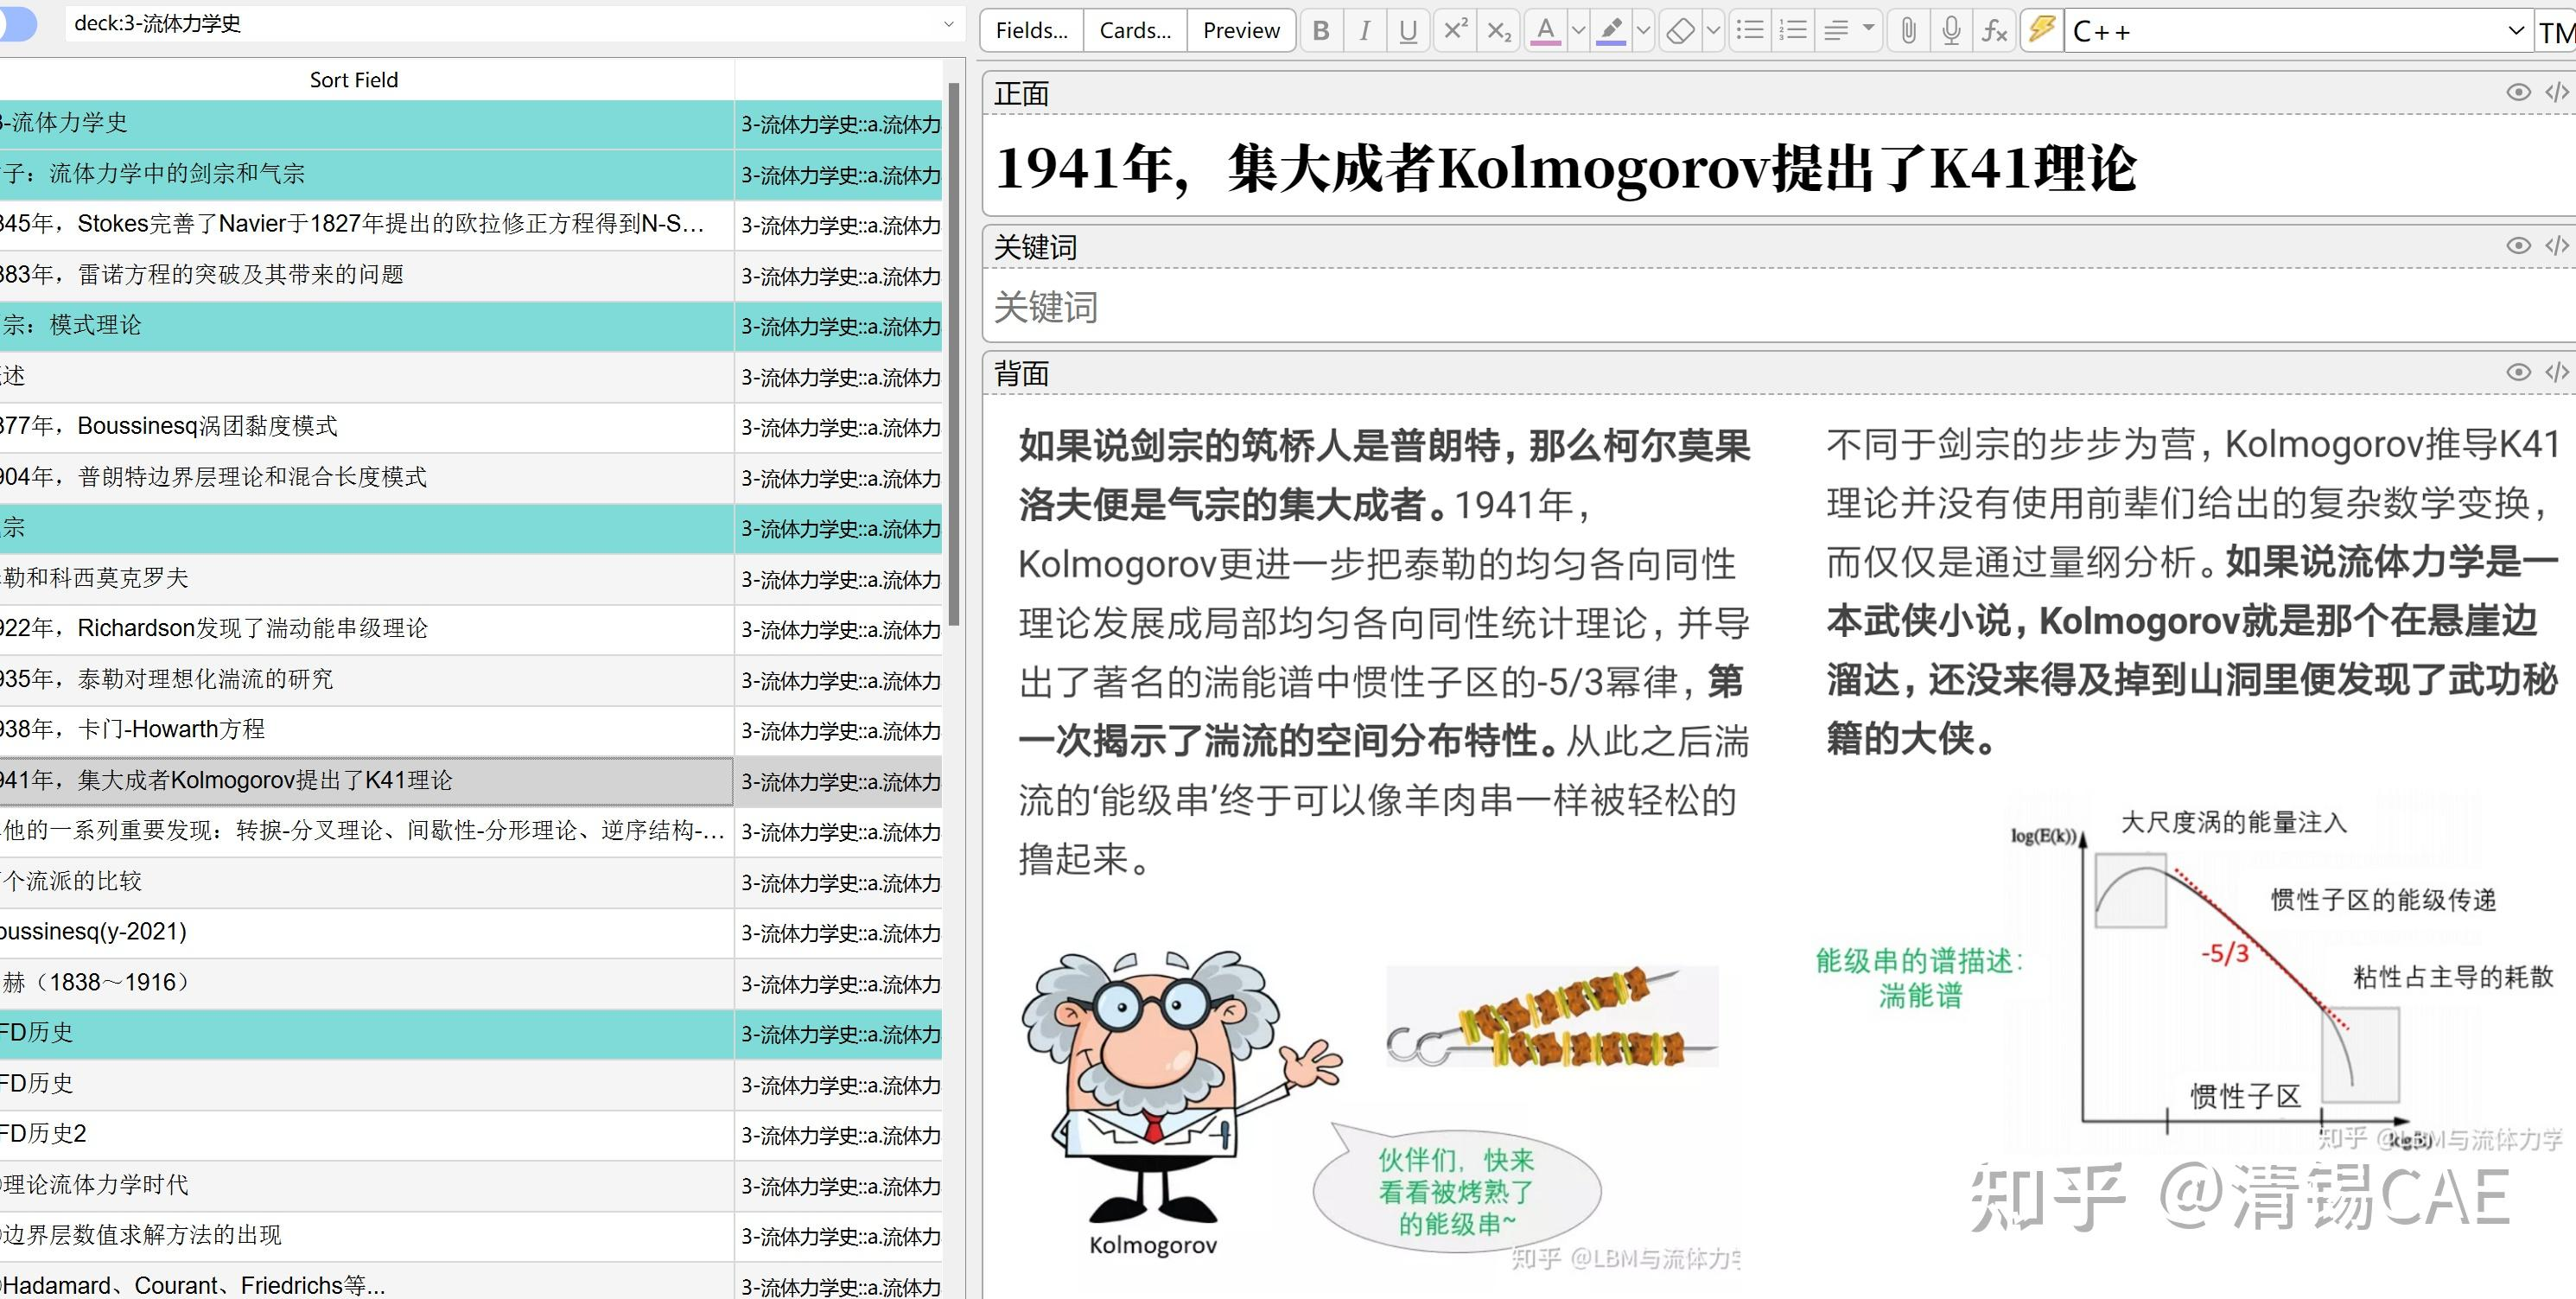 deck:3-流体力学史
Fields...
Cards...
Preview
B
I
U
x²
x₂
A
fx
C++
TM
Sort Field
3-流体力学史
3-流体力学史::a.流体力
子：流体力学中的剑宗和气宗
3-流体力学史::a.流体力
845年，Stokes完善了Navier于1827年提出的欧拉修正方程得到N-S...
3-流体力学史::a.流体力
883年，雷诺方程的突破及其带来的问题
3-流体力学史::a.流体力
宗：模式理论
3-流体力学史::a.流体力
述
3-流体力学史::a.流体力
877年，Boussinesq涡团黏度模式
3-流体力学史::a.流体力
904年，普朗特边界层理论和混合长度模式
3-流体力学史::a.流体力
宗
3-流体力学史::a.流体力
勒和科西莫克罗夫
3-流体力学史::a.流体力
922年，Richardson发现了湍动能串级理论
3-流体力学史::a.流体力
935年，泰勒对理想化湍流的研究
3-流体力学史::a.流体力
938年，卡门-Howarth方程
3-流体力学史::a.流体力
941年，集大成者Kolmogorov提出了K41理论
3-流体力学史::a.流体力
他的一系列重要发现：转捩-分叉理论、间歇性-分形理论、逆序结构-...
3-流体力学史::a.流体力
个流派的比较
3-流体力学史::a.流体力
oussinesq(y-2021)
3-流体力学史::a.流体力
赫（1838～1916）
3-流体力学史::a.流体力
FD历史
3-流体力学史::a.流体力
FD历史
3-流体力学史::a.流体力
FD历史2
3-流体力学史::a.流体力
理论流体力学时代
3-流体力学史::a.流体力
边界层数值求解方法的出现
3-流体力学史::a.流体力
Hadamard、Courant、Friedrichs等...
3-流体力学史::a.流体力
正面
1941年，集大成者Kolmogorov提出了K41理论
关键词
关键词
背面
如果说剑宗的筑桥人是普朗特，那么柯尔莫果
洛夫便是气宗的集大成者。1941年，
Kolmogorov更进一步把泰勒的均匀各向同性
理论发展成局部均匀各向同性统计理论，并导
出了著名的湍能谱中惯性子区的-5/3幂律，第
一次揭示了湍流的空间分布特性。从此之后湍
流的‘能级串’终于可以像羊肉串一样被轻松的
撸起来。
Kolmogorov
伙伴们，快来
看看被烤熟了
的能级串~
知乎 @LBM与流体力学
不同于剑宗的步步为营，Kolmogorov推导K41
理论并没有使用前辈们给出的复杂数学变换，
而仅仅是通过量纲分析。如果说流体力学是一
本武侠小说，Kolmogorov就是那个在悬崖边
溜达，还没来得及掉到山洞里便发现了武功秘
籍的大侠。
log(E(k))
大尺度涡的能量注入
惯性子区的能级传递
-5/3
能级串的谱描述：
湍能谱
粘性占主导的耗散
惯性子区
知乎 @LBM与流体力学
知乎 @清锡CAE